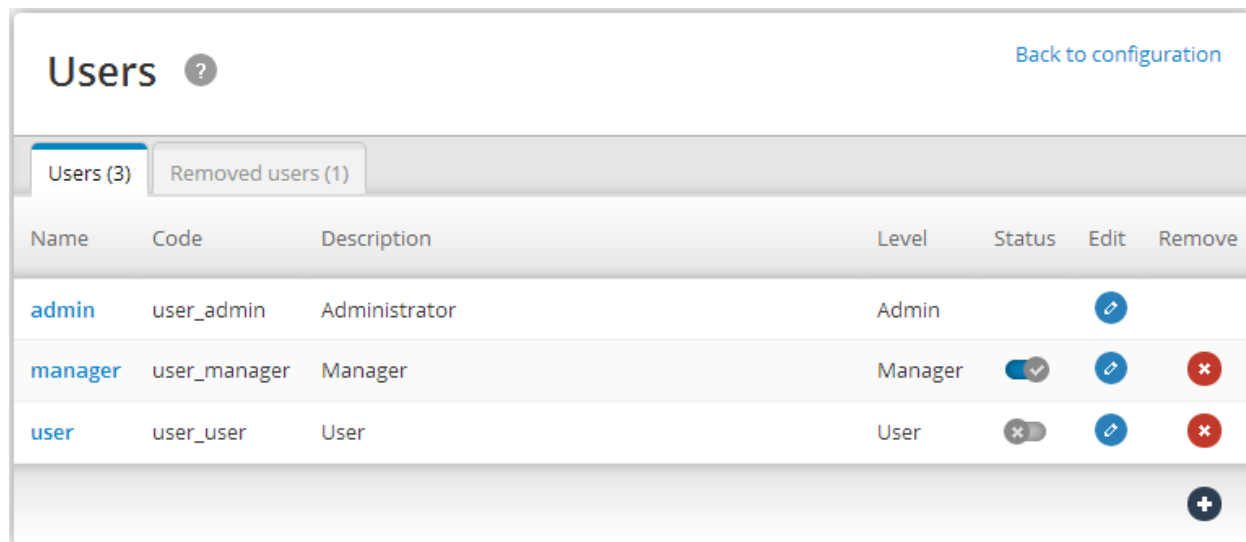 Users ?
Back to configuration
Users (3) Removed users (1)
Name Code Description Level Status Edit Remove
admin user_admin Administrator Admin
manager user_manager Manager Manager
user user_user User User